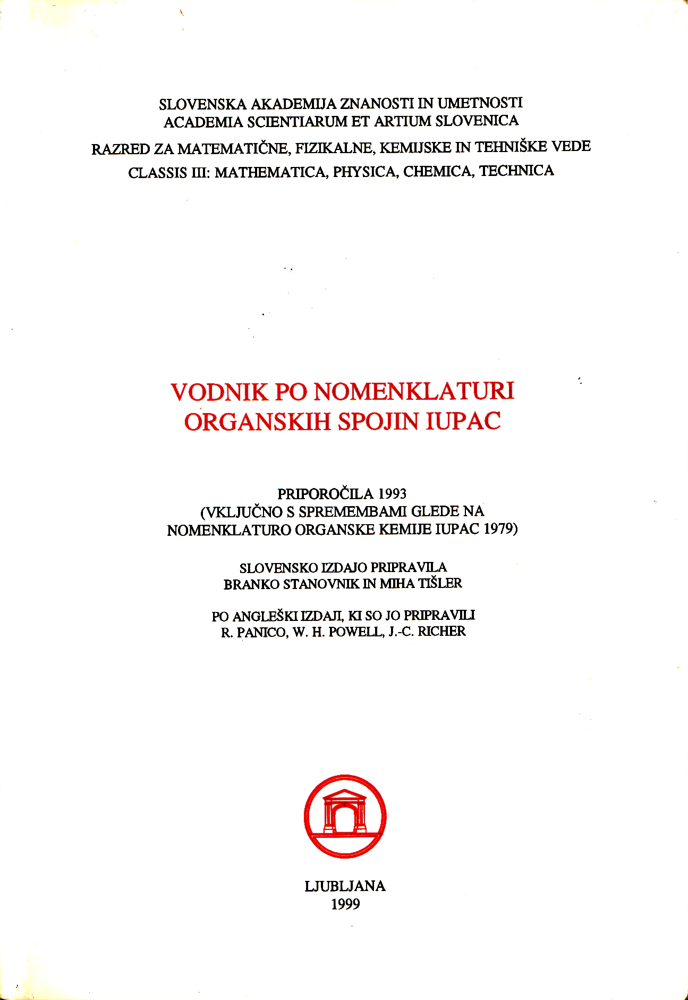 SLOVENSKA AKADEMIJA ZNANOSTI IN UMETNOSTI
ACADEMIA SCIENTIARUM ET ARTIUM SLOVENICA
RAZRED ZA MATEMATIČNE, FIZIKALNE, KEMIJSKE IN TEHNIŠKE VEDE
CLASSIS III: MATHEMATICA, PHYSICA, CHEMICA, TECHNICA
VODNIK PO NOMENKLATURI
ORGANSKIH SPOJIN IUPAC
PRIPOROČILA 1993
(VKLJUČNO S SPREMEMBAMI GLEDE NA
NOMENKLATURO ORGANSKE KEMIJE IUPAC 1979)
SLOVENSKO IZDAJO PRIPRAVILA
BRANKO STANOVNIK IN MIHA TIŠLER
PO ANGLEŠKI IZDAJI, KI SO JO PRIPRAVILI
R. PANICO, W. H. POWELL, J.-C. RICHER
LJUBLJANA
1999